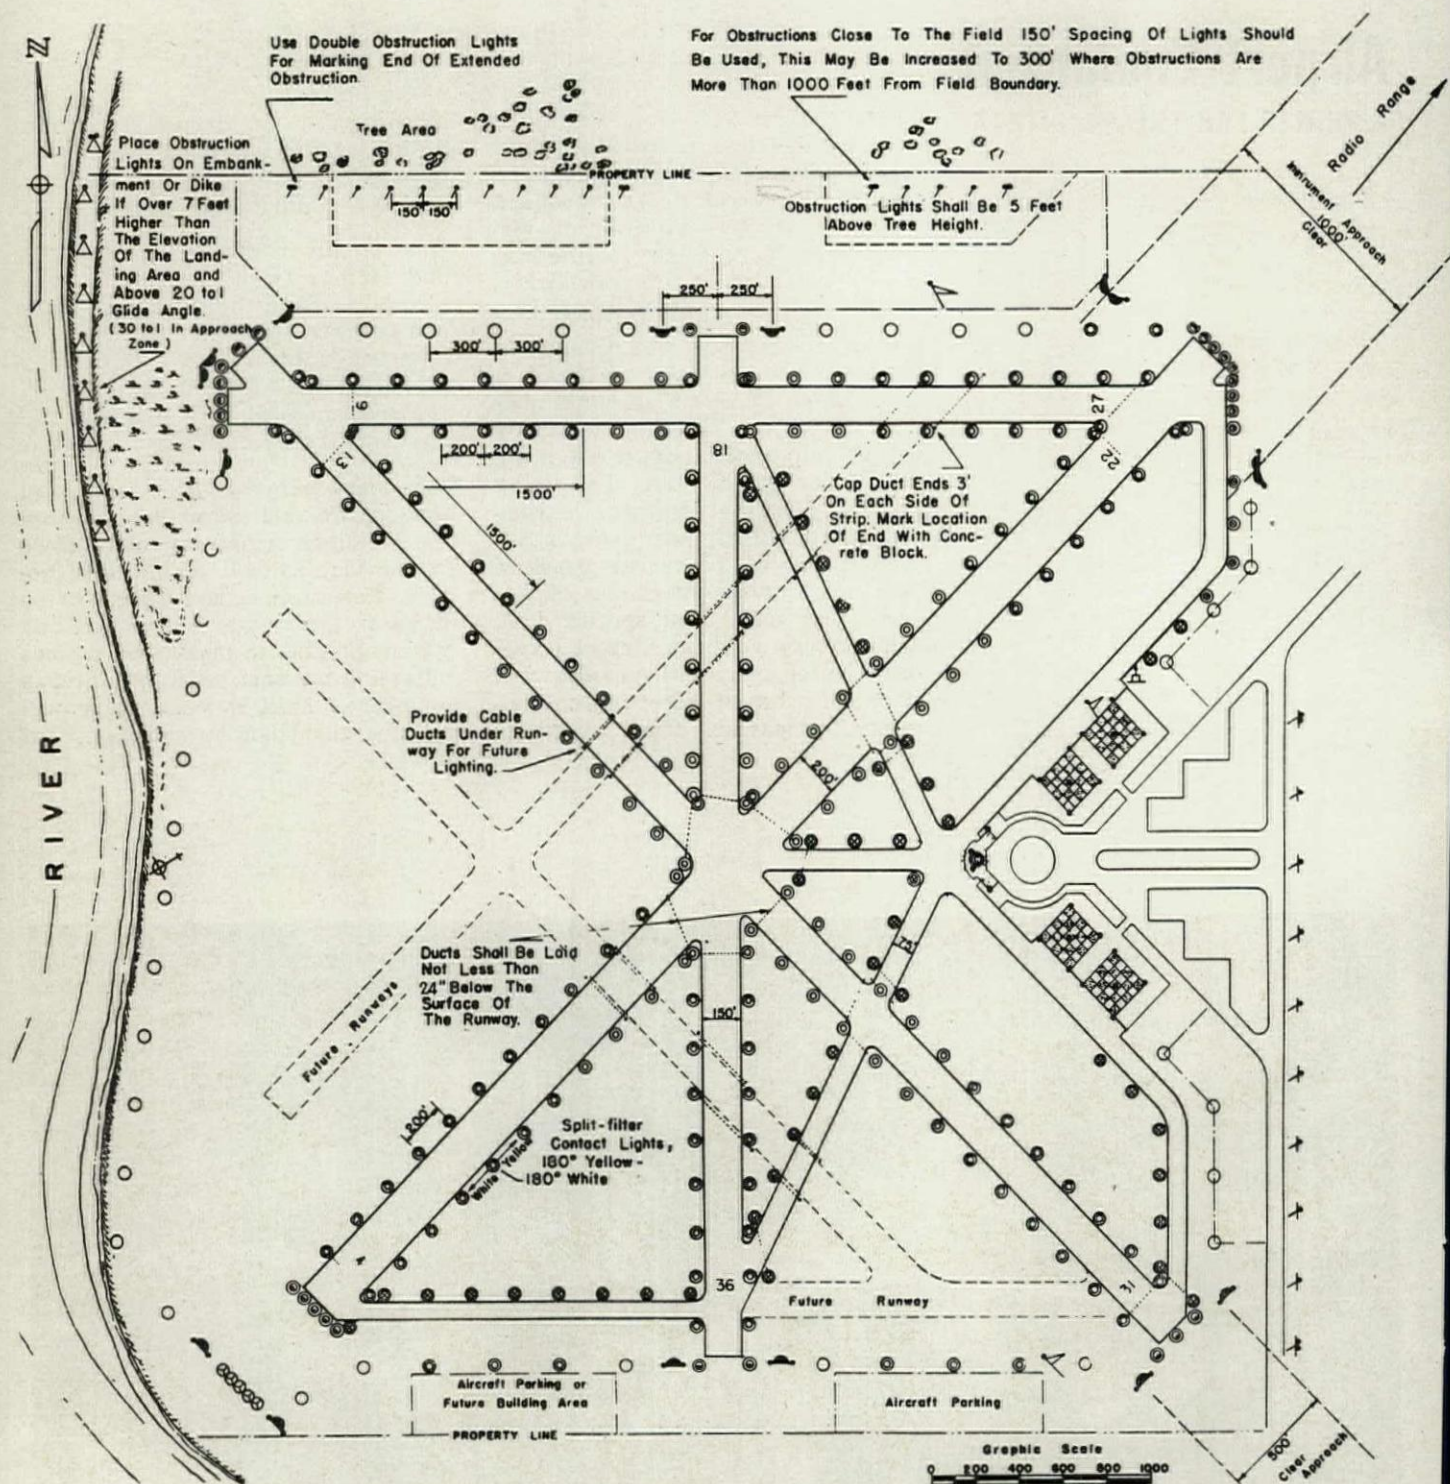 N
Use Double Obstruction Lights
For Marking End Of Extended
Obstruction.
For Obstructions Close To The Field 150' Spacing Of Lights Should
Be Used, This May Be Increased To 300' Where Obstructions Are
More Than 1000 Feet From Field Boundary.
Radio Range
Instrument Approach
1000'
Clear
Tree Area
Place Obstruction
Lights On Embank-
ment Or Dike
If Over 7 Feet
Higher Than
The Elevation
Of The Land-
ing Area and
Above 20 to 1
Glide Angle.
(30 to 1 In Approach
Zone)
PROPERTY LINE
150' 150'
Obstruction Lights Shall Be 5 Feet
Above Tree Height.
250' 250'
300' 300'
9
27
13
18
22
200' 200'
1500'
1500'
Cap Duct Ends 3'
On Each Side Of
Strip. Mark Location
Of End With Conc-
rete Block.
Provide Cable
Ducts Under Run-
way For Future
Lighting.
RIVER
200'
75'
Ducts Shall Be Laid
Not Less Than
24" Below The
Surface Of
The Runway.
Future Runways
150'
200'
Split-filter
Contact Lights,
180° Yellow-
180° White
White Yellow
4
36
31
Future Runway
Aircraft Parking or
Future Building Area
Aircraft Parking
PROPERTY LINE
500'
Clear Approach
Graphic Scale
0 200 400 600 800 1000